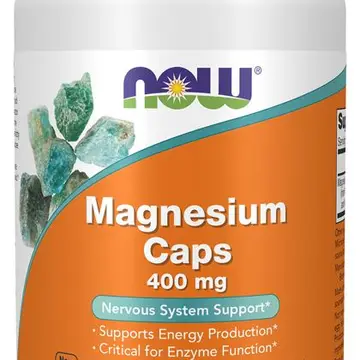 NOW®
Magnesium
Caps
400 mg
Nervous System Support*
• Supports Energy Production*
• Critical for Enzyme Function*